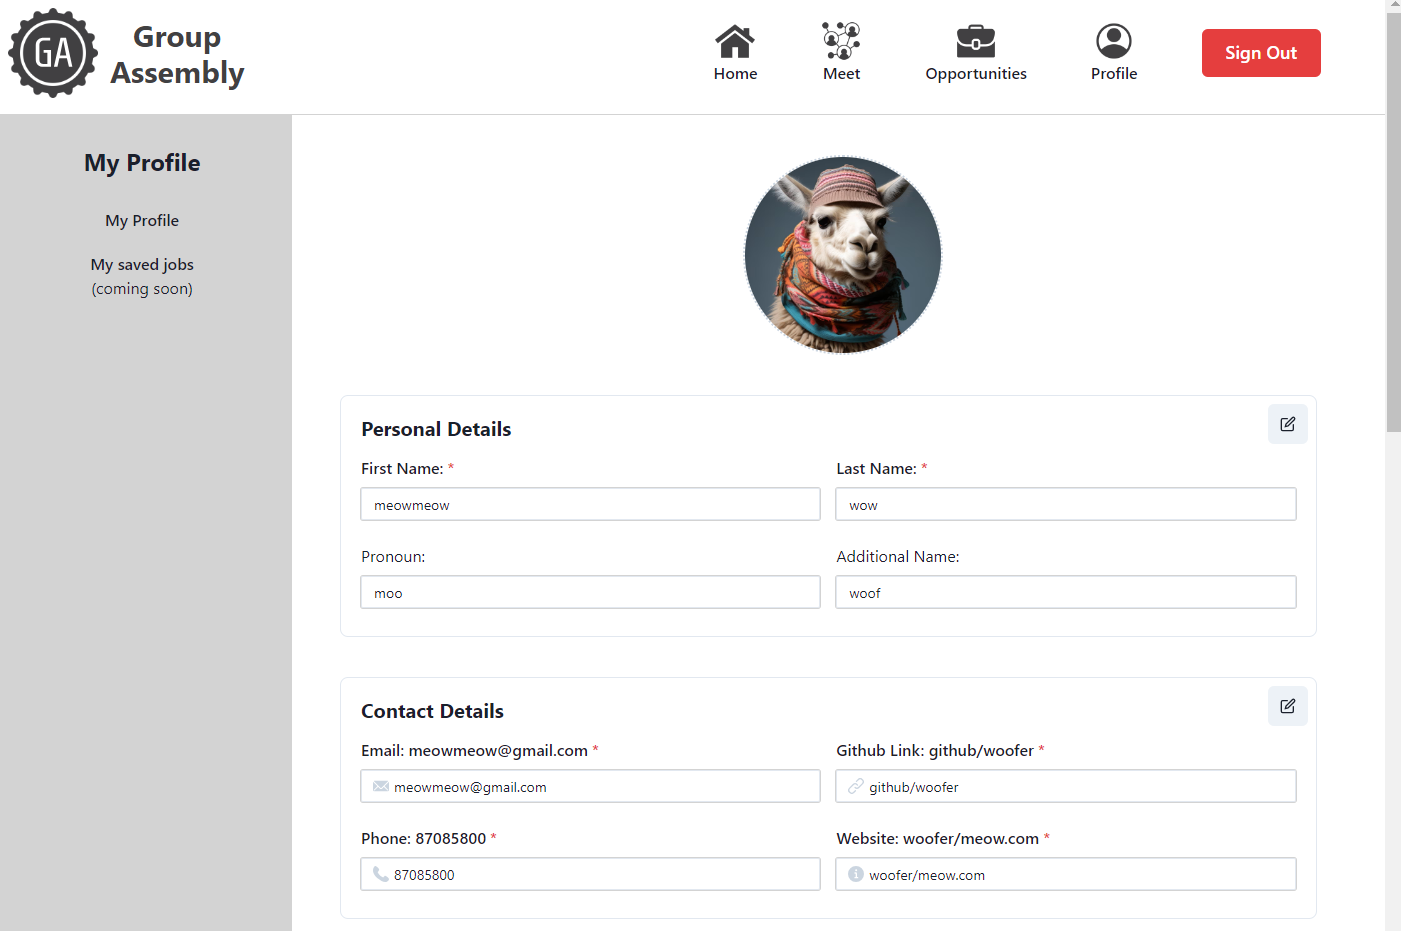 GA
Group
Assembly
Home
Meet
Opportunities
Profile
Sign Out
My Profile
My Profile
My saved jobs
(coming soon)
Personal Details
First Name: *
Last Name: *
meowmeow
wow
Pronoun:
Additional Name:
moo
woof
Contact Details
Email: meowmeow@gmail.com *
Github Link: github/woofer *
meowmeow@gmail.com
github/woofer
Phone: 87085800 *
Website: woofer/meow.com *
87085800
woofer/meow.com